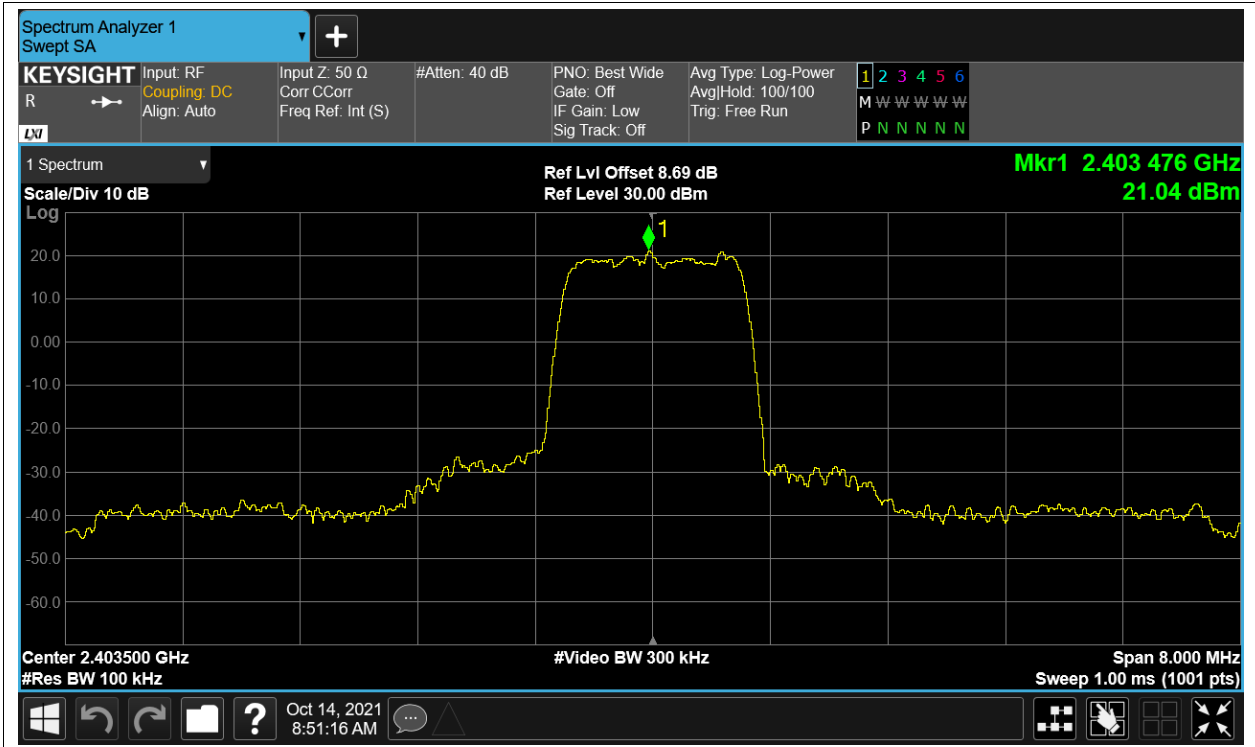 Spectrum Analyzer 1
Swept SA
+
KEYSIGHT
R
LXI
Input: RF
Coupling: DC
Align: Auto
Input Z: 50 Ω
Corr CCorr
Freq Ref: Int (S)
#Atten: 40 dB
PNO: Best Wide
Gate: Off
IF Gain: Low
Sig Track: Off
Avg Type: Log-Power
Avg|Hold: 100/100
Trig: Free Run
1 2 3 4 5 6
M W W W W W
P N N N N N
1 Spectrum
Scale/Div 10 dB
Log
Ref Lvl Offset 8.69 dB
Ref Level 30.00 dBm
Mkr1 2.403 476 GHz
21.04 dBm
1
20.0
10.0
0.00
-10.0
-20.0
-30.0
-40.0
-50.0
-60.0
Center 2.403500 GHz
#Res BW 100 kHz
#Video BW 300 kHz
Span 8.000 MHz
Sweep 1.00 ms (1001 pts)
?
Oct 14, 2021
8:51:16 AM